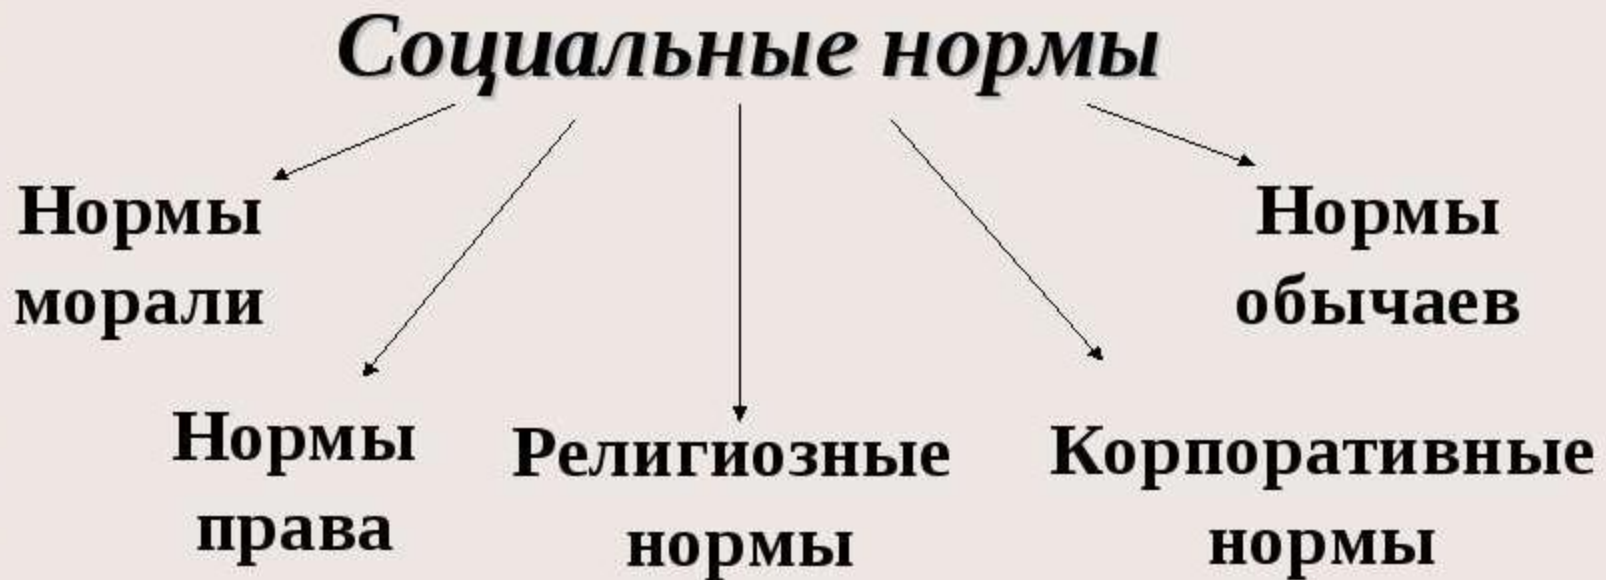 Социальные нормы
Нормы
морали
Нормы
права
Религиозные
нормы
Корпоративные
нормы
Нормы
обычаев